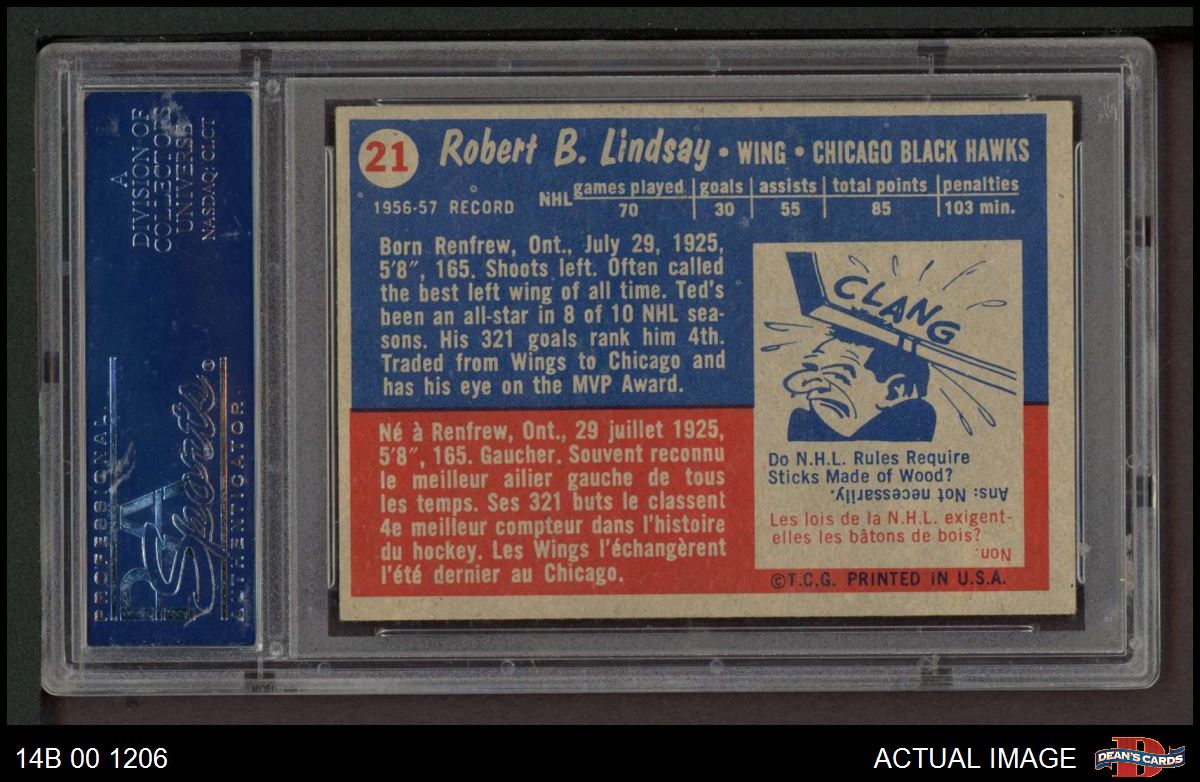 A
DIVISION OF
COLLECTORS
UNIVERSE
NASDAQ: CLCT
PROFESSIONAL
PSA
Sports®
AUTHENTICATOR
21 Robert B. Lindsay • WING • CHICAGO BLACK HAWKS
1956-57 RECORD NHL games played goals assists total points penalties
70 30 55 85 103 min.
Born Renfrew, Ont., July 29, 1925,
5'8", 165. Shoots left. Often called
the best left wing of all time. Ted's
been an all-star in 8 of 10 NHL sea-
sons. His 321 goals rank him 4th.
Traded from Wings to Chicago and
has his eye on the MVP Award.
Né à Renfrew, Ont., 29 juillet 1925,
5'8", 165. Gaucher. Souvent reconnu
le meilleur ailier gauche de tous
les temps. Ses 321 buts le classent
4e meilleur compteur dans l'histoire
du hockey. Les Wings l'échangèrent
l'été dernier au Chicago.
CLANG
Do N.H.L. Rules Require
Sticks Made of Wood?
Ans: Not necessarily.
Les lois de la N.H.L. exigent-
elles les bâtons de bois?
Non.
©T.C.G. PRINTED IN U.S.A.
14B 00 1206
ACTUAL IMAGE
DEAN'S CARDS